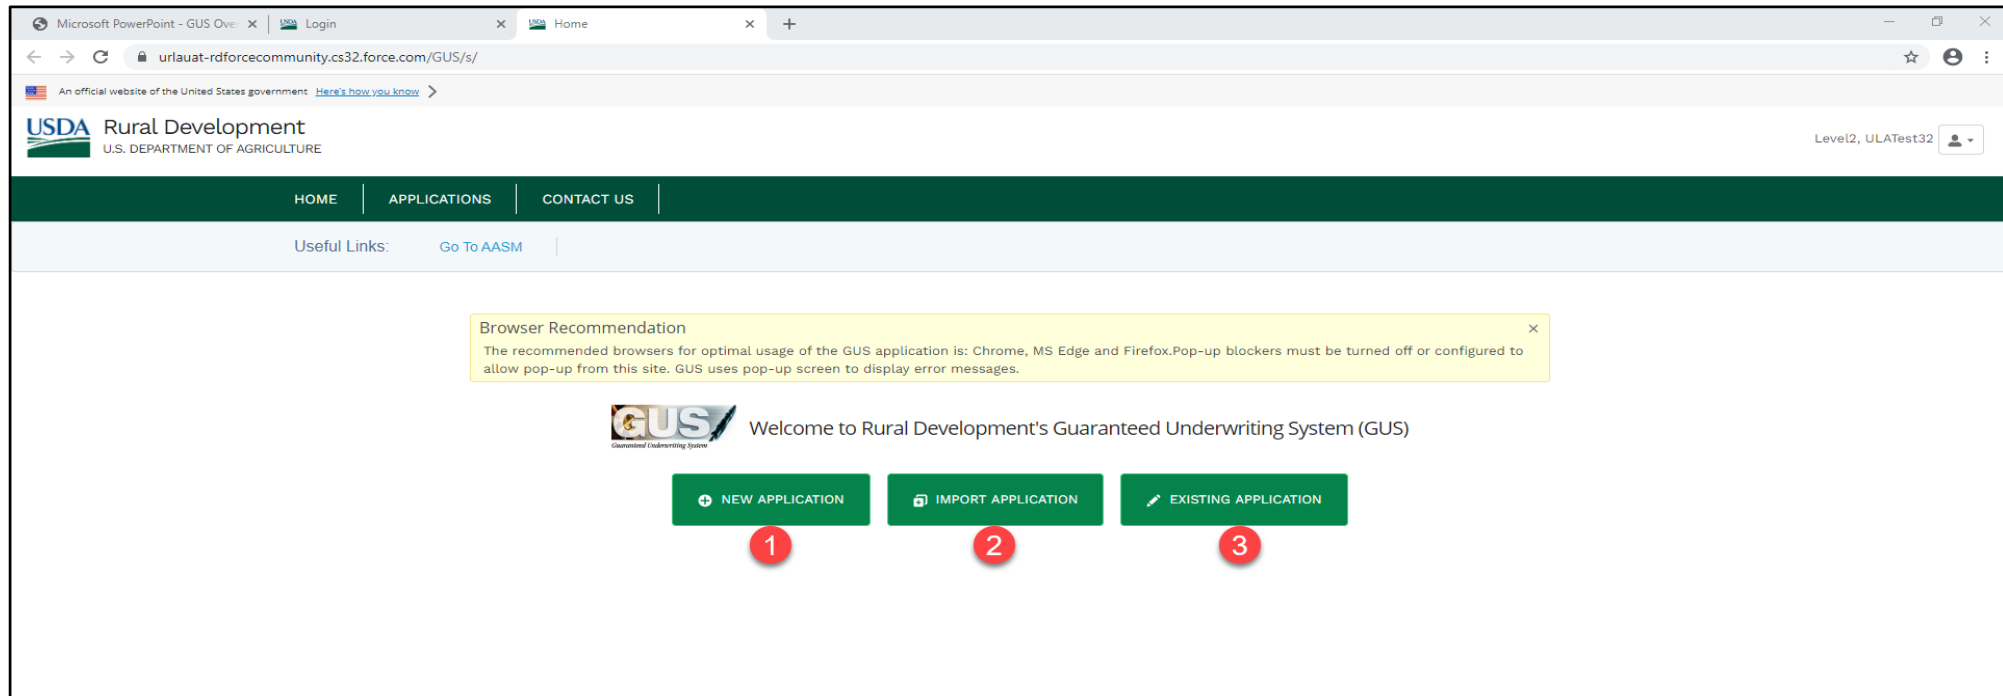 Microsoft PowerPoint - GUS Ove
Login
Home
urlauat-rdforcecommunity.cs32.force.com/GUS/s/
An official website of the United States government Here's how you know
USDA Rural Development
U.S. DEPARTMENT OF AGRICULTURE
Level2, ULATest32
HOME APPLICATIONS CONTACT US
Useful Links: Go To AASM
Browser Recommendation
The recommended browsers for optimal usage of the GUS application is: Chrome, MS Edge and Firefox.Pop-up blockers must be turned off or configured to
allow pop-up from this site. GUS uses pop-up screen to display error messages.
GUS
Guaranteed Underwriting System
Welcome to Rural Development's Guaranteed Underwriting System (GUS)
NEW APPLICATION IMPORT APPLICATION EXISTING APPLICATION
1 2 3